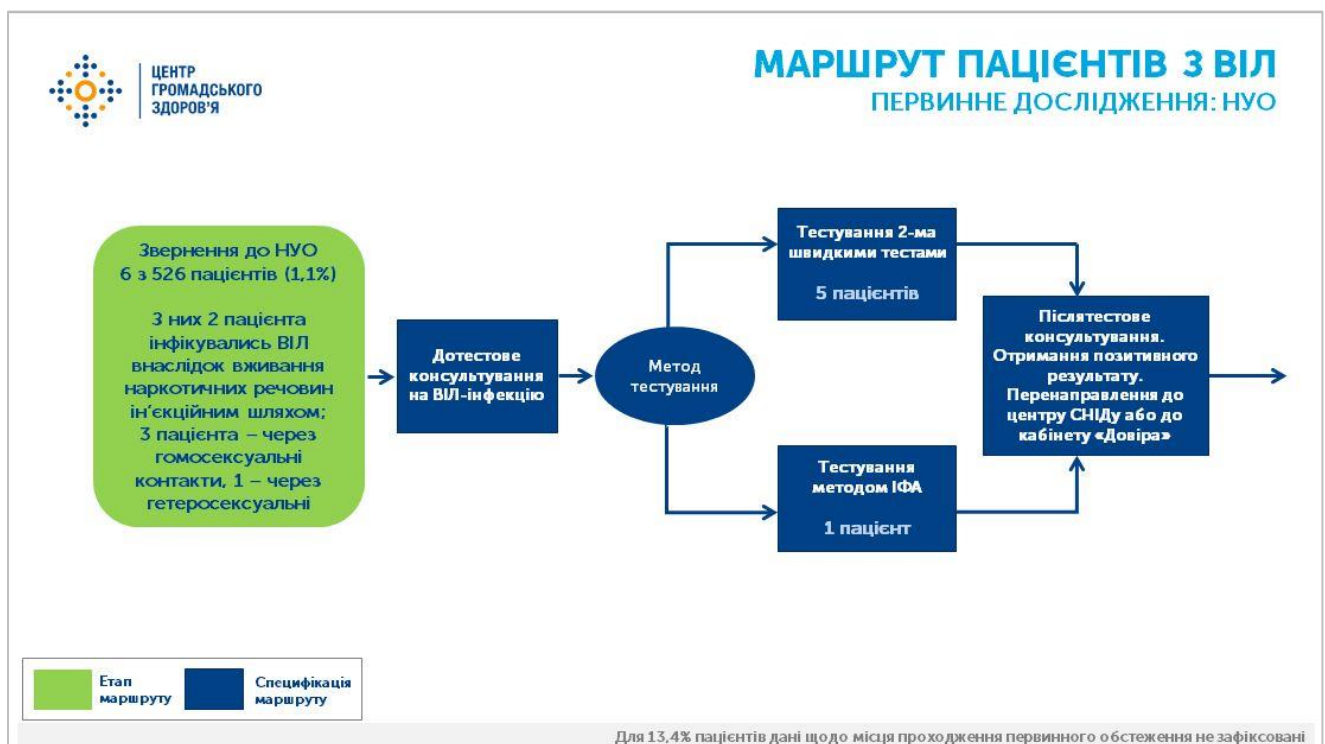 ЦЕНТР
ГРОМАДСЬКОГО
ЗДОРОВ'Я
МАРШРУТ ПАЦІЄНТІВ З ВІЛ
ПЕРВИННЕ ДОСЛІДЖЕННЯ: НУО
Звернення до НУО
6 з 526 пацієнтів (1,1%)
З них 2 пацієнта
інфікувались ВІЛ
внаслідок вживання
наркотичних речовин
ін'єкційним шляхом;
3 пацієнта – через
гомосексуальні
контакти, 1 – через
гетеросексуальні
Дотестове
консультування
на ВІЛ-інфекцію
Метод
тестування
Тестування 2-ма
швидкими тестами
5 пацієнтів
Тестування
методом ІФА
1 пацієнт
Післятестове
консультування.
Отримання позитивного
результату.
Перенаправлення до
центру СНІДу або до
кабінету «Довіра»
Етап
маршруту
Специфікація
маршруту
Для 13,4% пацієнтів дані щодо місця проходження первинного обстеження не зафіксовані